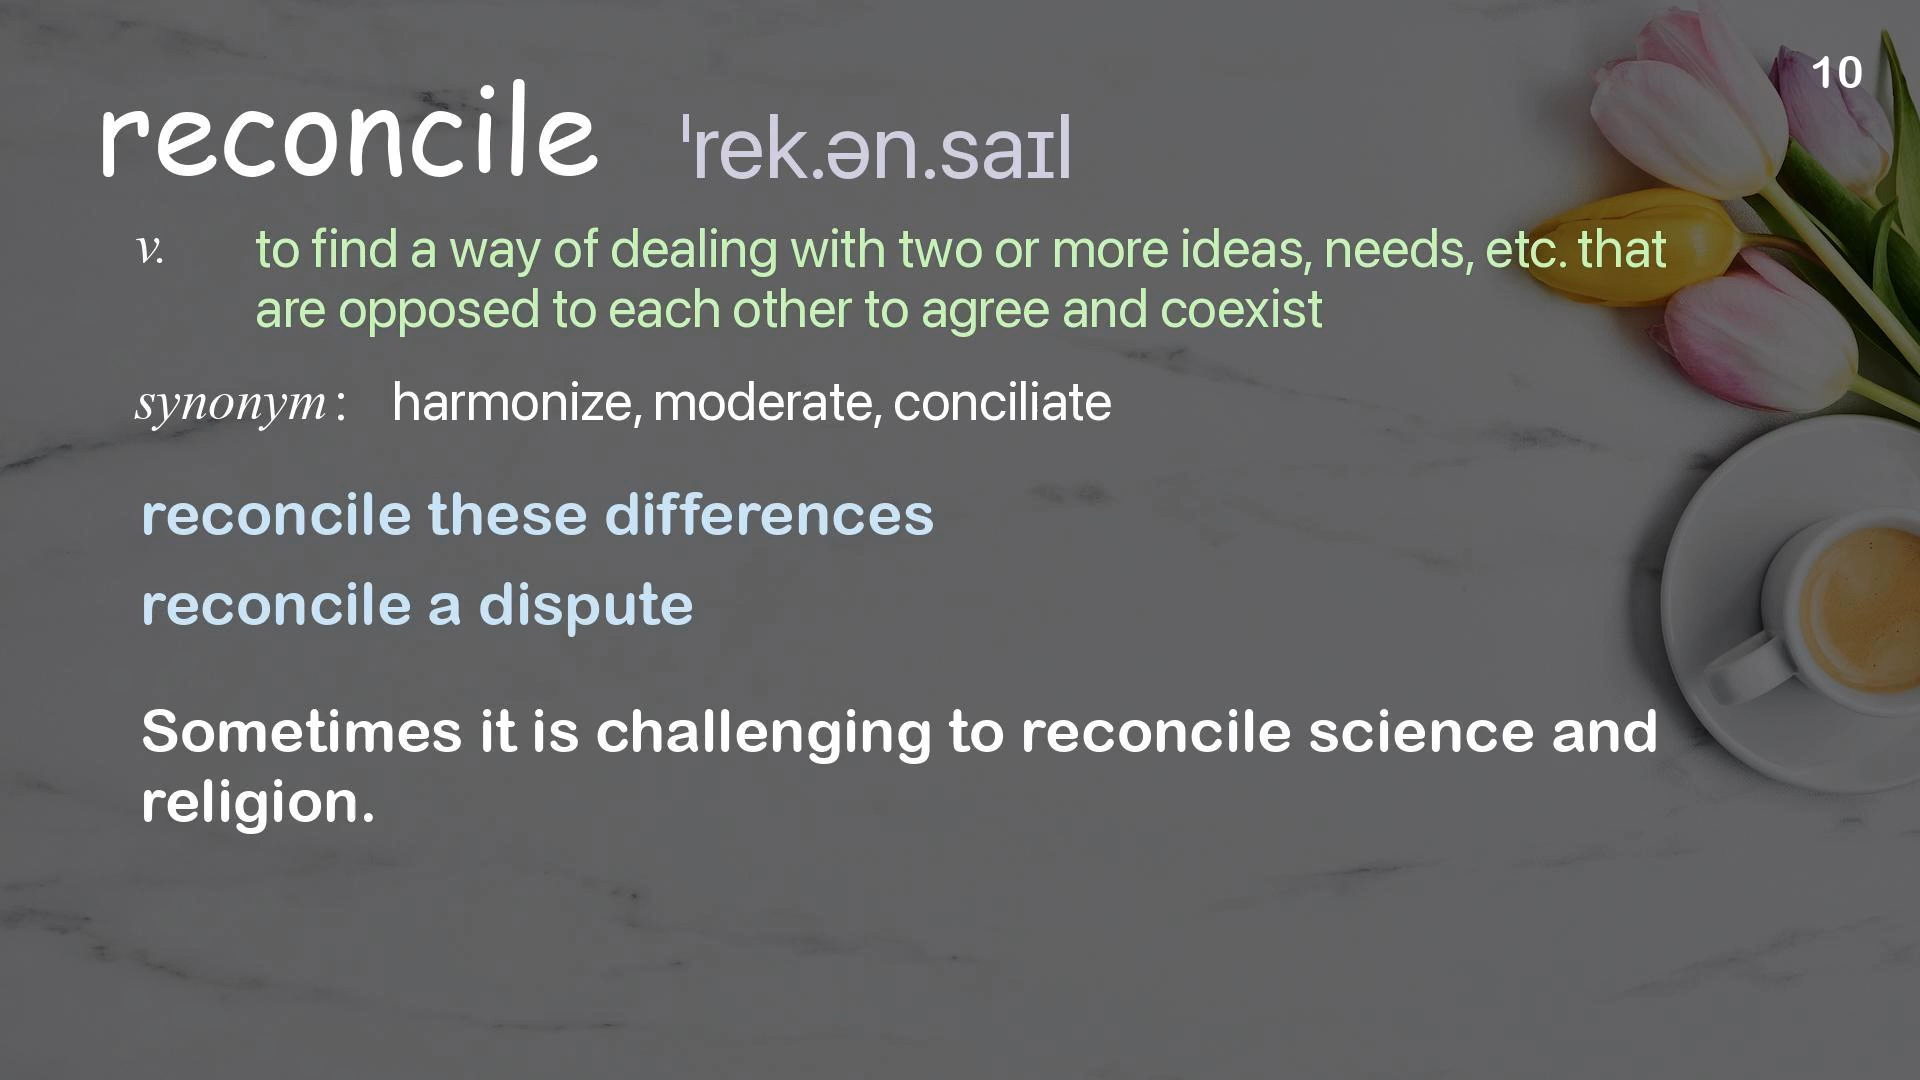 10
reconcile ˈrek.ən.saɪl
v. to find a way of dealing with two or more ideas, needs, etc. that
are opposed to each other to agree and coexist
synonym : harmonize, moderate, conciliate
reconcile these differences
reconcile a dispute
Sometimes it is challenging to reconcile science and
religion.